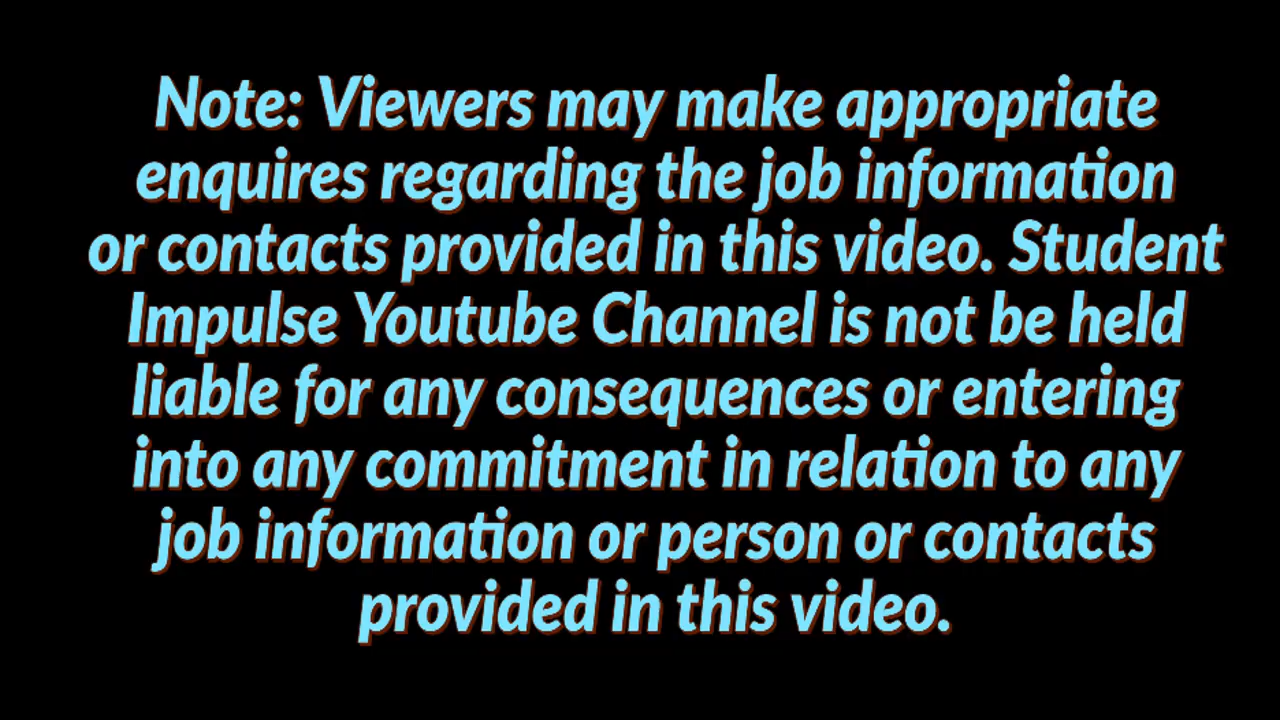 Note: Viewers may make appropriate
enquires regarding the job information
or contacts provided in this video. Student
Impulse Youtube Channel is not be held
liable for any consequences or entering
into any commitment in relation to any
job information or person or contacts
provided in this video.